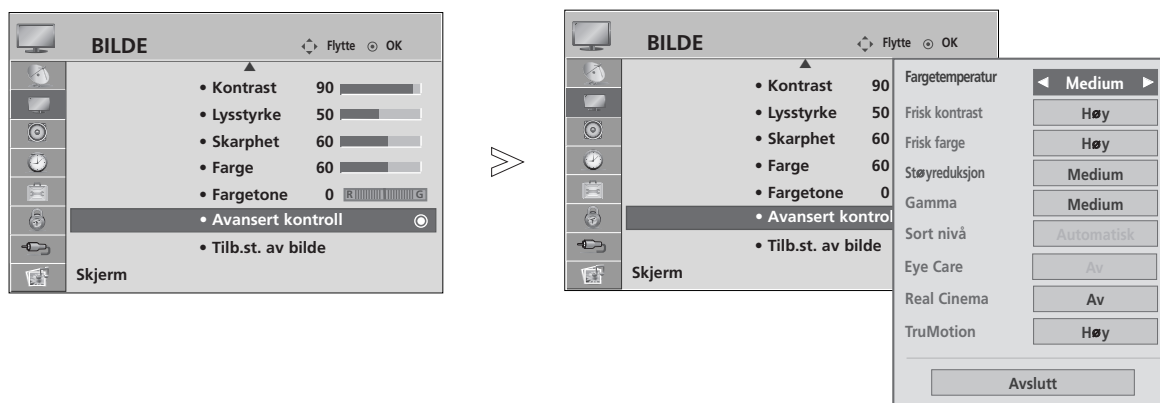 BILDE Flytte OK
• Kontrast 90
• Lysstyrke 50
• Skarphet 60
• Farge 60
• Fargetone 0 R G
• Avansert kontroll
• Tilb.st. av bilde
Skjerm
BILDE Flytte OK
• Kontrast 90
• Lysstyrke 50
• Skarphet 60
• Farge 60
• Fargetone 0
• Avansert kontrol
• Tilb.st. av bilde
Skjerm
Fargetemperatur Medium
Frisk kontrast Høy
Frisk farge Høy
Støyreduksjon Medium
Gamma Medium
Sort nivå Automatisk
Eye Care Av
Real Cinema Av
TruMotion Høy
Avslutt